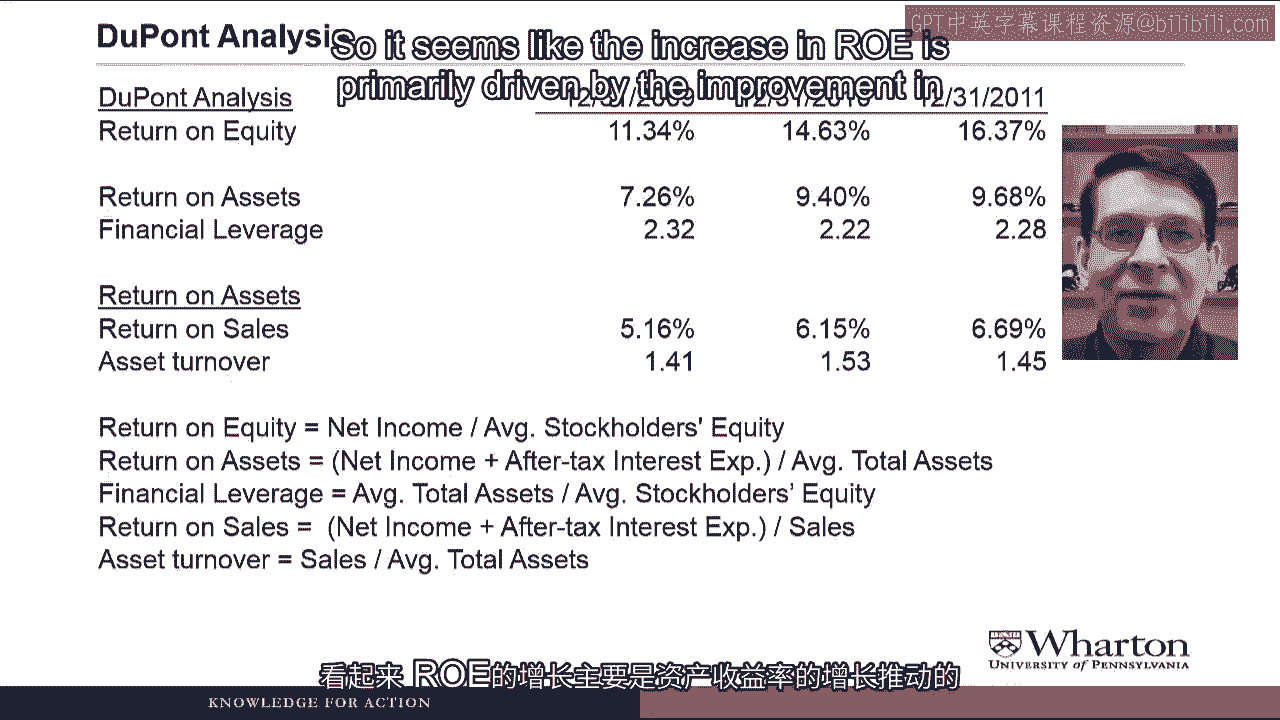 GPT中英字幕课程资源@bilibili.com
DuPont Analysis
So it seems like the increase in ROE is
primarily driven by the improvement in
DuPont Analysis 12/31/2011
Return on Equity 11.34% 14.63% 16.37%
Return on Assets 7.26% 9.40% 9.68%
Financial Leverage 2.32 2.22 2.28
Return on Assets
Return on Sales 5.16% 6.15% 6.69%
Asset turnover 1.41 1.53 1.45
Return on Equity = Net Income / Avg. Stockholders' Equity
Return on Assets = (Net Income + After-tax Interest Exp.) / Avg. Total Assets
Financial Leverage = Avg. Total Assets / Avg. Stockholders’ Equity
Return on Sales = (Net Income + After-tax Interest Exp.) / Sales
Asset turnover = Sales / Avg. Total Assets
Wharton
UNIVERSITY of PENNSYLVANIA
看起来 ROE的增长主要是资产收益率的增长推动的
KNOWLEDGE FOR ACTION